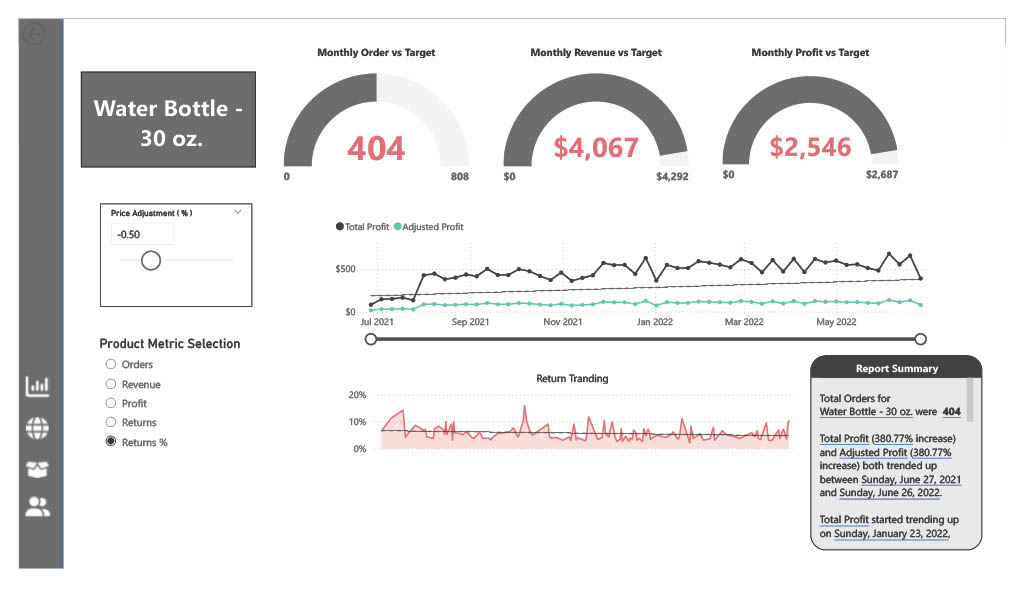 Water Bottle -
30 oz.
Monthly Order vs Target
404
0
808
Monthly Revenue vs Target
$4,067
$0
$4,292
Monthly Profit vs Target
$2,546
$0
$2,687
Price Adjustment ( % )
-0.50
Total Profit
Adjusted Profit
$500
$0
Jul 2021
Sep 2021
Nov 2021
Jan 2022
Mar 2022
May 2022
Product Metric Selection
Orders
Revenue
Profit
Returns
Returns %
Return Tranding
20%
10%
0%
Report Summary
Total Orders for
Water Bottle - 30 oz. were 404
Total Profit (380.77% increase)
and Adjusted Profit (380.77%
increase) both trended up
between Sunday, June 27, 2021
and Sunday, June 26, 2022.
Total Profit started trending up
on Sunday, January 23, 2022,